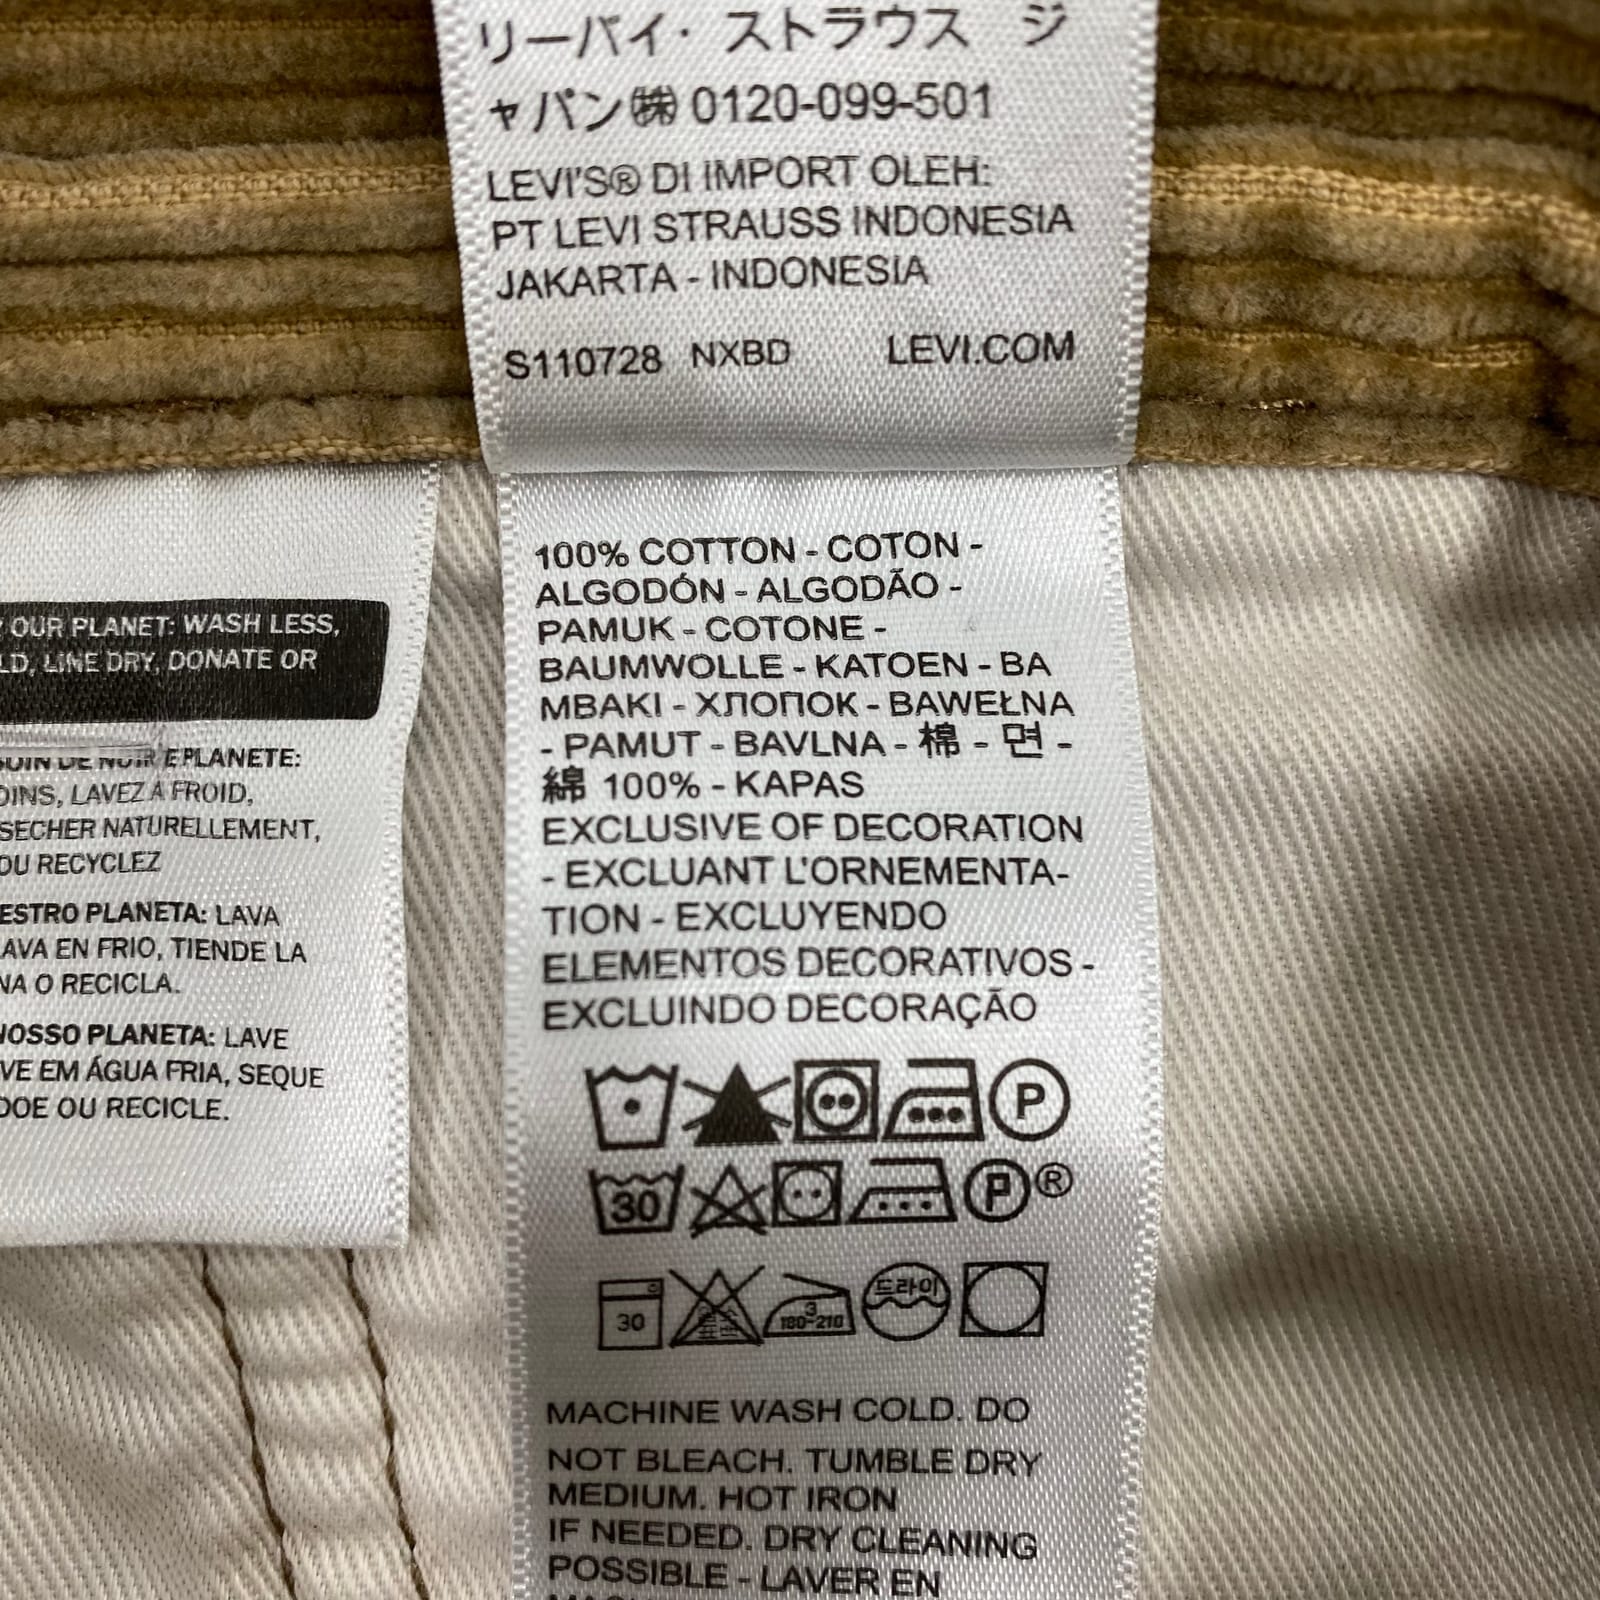 リーバイ・ストラウス ジ
ャパン㈱ 0120-099-501
LEVI'S® DI IMPORT OLEH:
PT LEVI STRAUSS INDONESIA
JAKARTA - INDONESIA
S110728 NXBD LEVI.COM
OUR PLANET: WASH LESS,
LD, LINE DRY, DONATE OR
E PLANETE:
OINS, LAVEZ A FROID,
SECHER NATURELLEMENT,
OU RECYCLEZ
ESTRO PLANETA: LAVA
AVA EN FRIO, TIENDE LA
NA O RECICLA.
NOSSO PLANETA: LAVE
VE EM ÁGUA FRIA, SEQUE
DOE OU RECICLE.
100% COTTON - COTON -
ALGODÓN - ALGODÃO -
PAMUK - COTONE -
BAUMWOLLE - KATOEN - BA
MBAKI - ХЛОПОК - BAWEŁNA
- PAMUT - BAVLNA - 棉 - 면 -
綿 100% - KAPAS
EXCLUSIVE OF DECORATION
- EXCLUANT L'ORNEMENTA-
TION - EXCLUYENDO
ELEMENTOS DECORATIVOS -
EXCLUINDO DECORAÇÃO
P
30 P ®
30 3 180~210 드라이
MACHINE WASH COLD. DO
NOT BLEACH. TUMBLE DRY
MEDIUM. HOT IRON
IF NEEDED. DRY CLEANING
POSSIBLE - LAVER EN